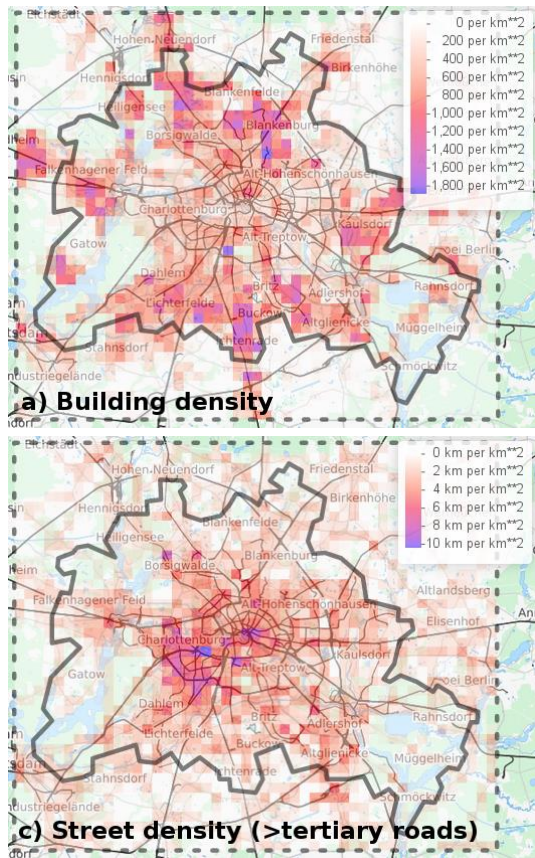 Eichstädt
Hohen Neuendorf
Friedenstal
Hennigsdorf
Birkenhöhe
Blankenfelde
Heiligensee
Blankenburg
Borsigwalde
Falkenhagener Feld
Alt-Hohenschönhausen
Charlottenburg
Kaulsdorf
Alt-Treptow
Gatow
Dahlem
Britz
Adlershof
Rahnsdorf
Lichterfelde
Buckow
Altglienicke
Müggelheim
Stahnsdorf
Schmöckwitz
0 per km**2
200 per km**2
400 per km**2
600 per km**2
800 per km**2
1,000 per km**2
1,200 per km**2
1,400 per km**2
1,600 per km**2
1,800 per km**2
a) Building density
Hohen Neuendorf
Friedenstal
Hennigsdorf
Birkenhöhe
Blankenfelde
Heiligensee
Blankenburg
Borsigwalde
Altlandsberg
Falkenhagener Feld
Alt-Hohenschönhausen
Elisenhof
Charlottenburg
Kaulsdorf
Alt-Treptow
Gatow
Dahlem
Britz
Adlershof
Rahnsdorf
Lichterfelde
Buckow
Altglienicke
Müggelheim
Stahnsdorf
Schmöckwitz
0 km per km**2
2 km per km**2
4 km per km**2
6 km per km**2
8 km per km**2
10 km per km**2
c) Street density (>tertiary roads)